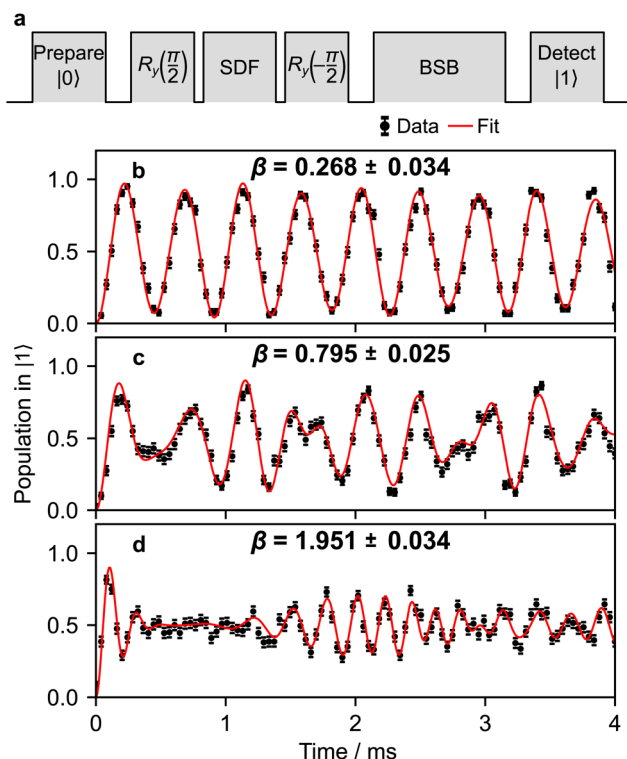 a
Prepare |0⟩
R_y(π/2)
SDF
R_y(-π/2)
BSB
Detect |1⟩
Data
Fit
b
β = 0.268 ± 0.034
1.0
0.5
0.0
c
β = 0.795 ± 0.025
1.0
0.5
0.0
Population in |1⟩
d
β = 1.951 ± 0.034
1.0
0.5
0.0
0 1 2 3 4
Time / ms